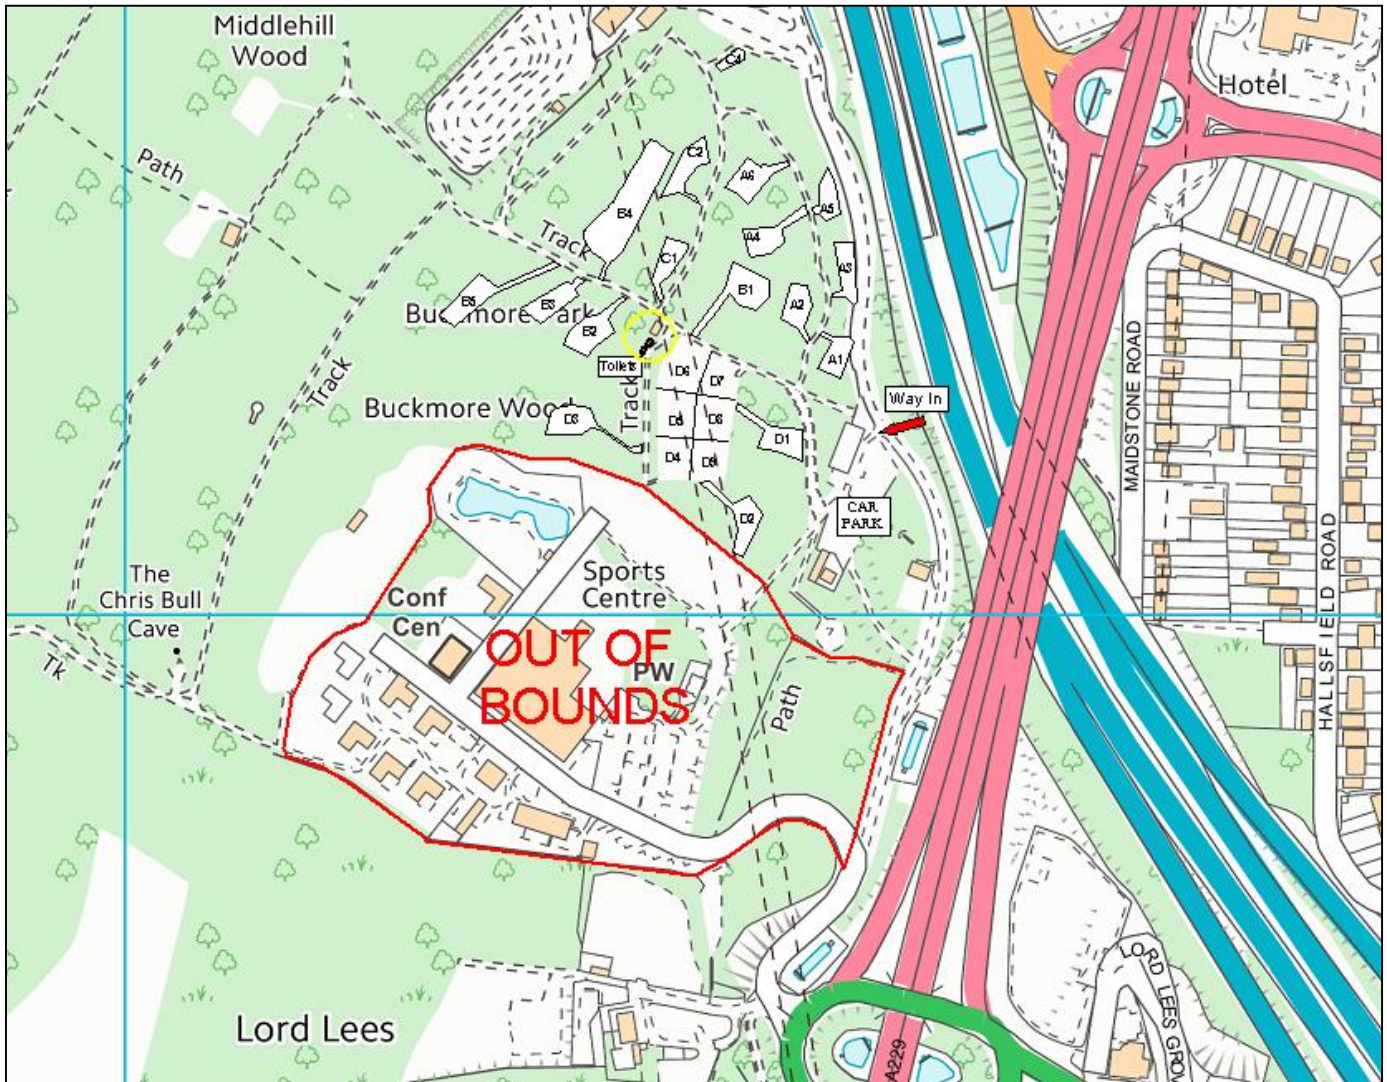 Middlehill
Wood
Hotel
Path
C3
C2
A6
A5
B4
A4
Track
C1
A3
B1
B5
B3
A2
Buckmore Park
B2
A1
Toilets
D6
D7
Track
Track
Way In
MAIDSTONE ROAD
Buckmore Wood
D3
D5
D8
D1
D4
D9
D2
CAR
PARK
HALLSFIELD ROAD
The
Chris Bull
Cave
Sports
Centre
Conf
Cen
OUT OF
BOUNDS
PW
Tk
Path
LORD LEES GROV
Lord Lees
A229